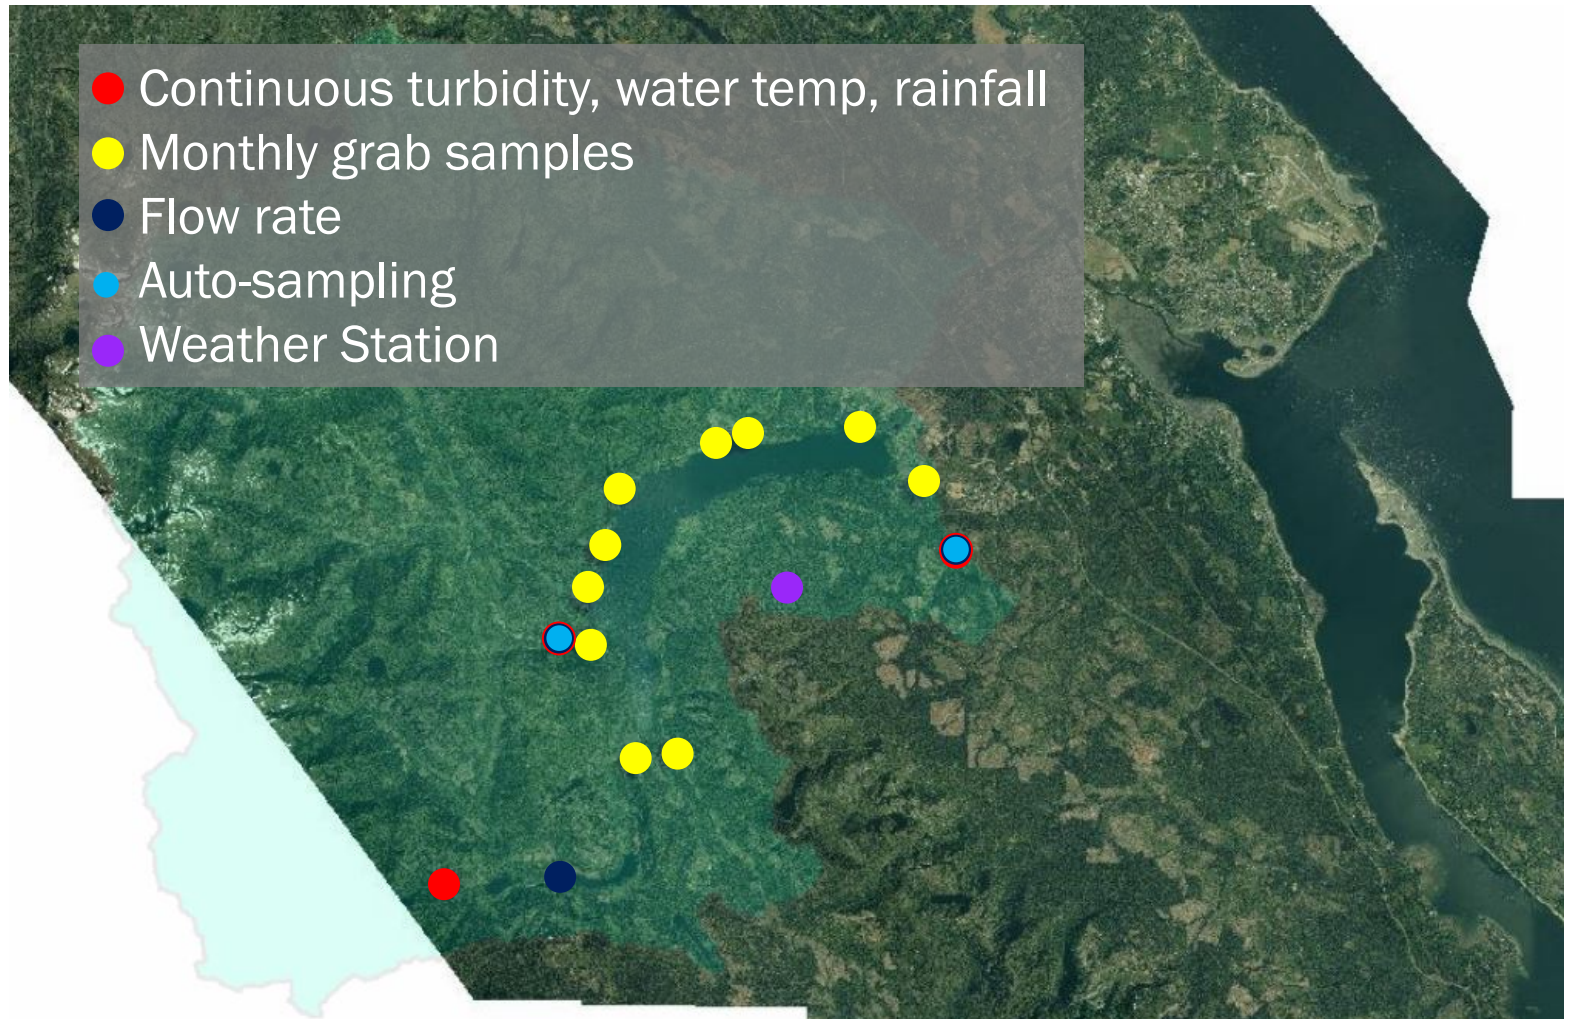 Continuous turbidity, water temp, rainfall
Monthly grab samples
Flow rate
Auto-sampling
Weather Station